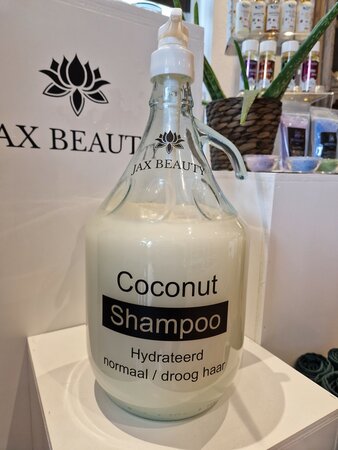 JAX BEAUTY
JAX BEAUTY
Coconut
Shampoo
Hydrateerd
normaal / droog haar